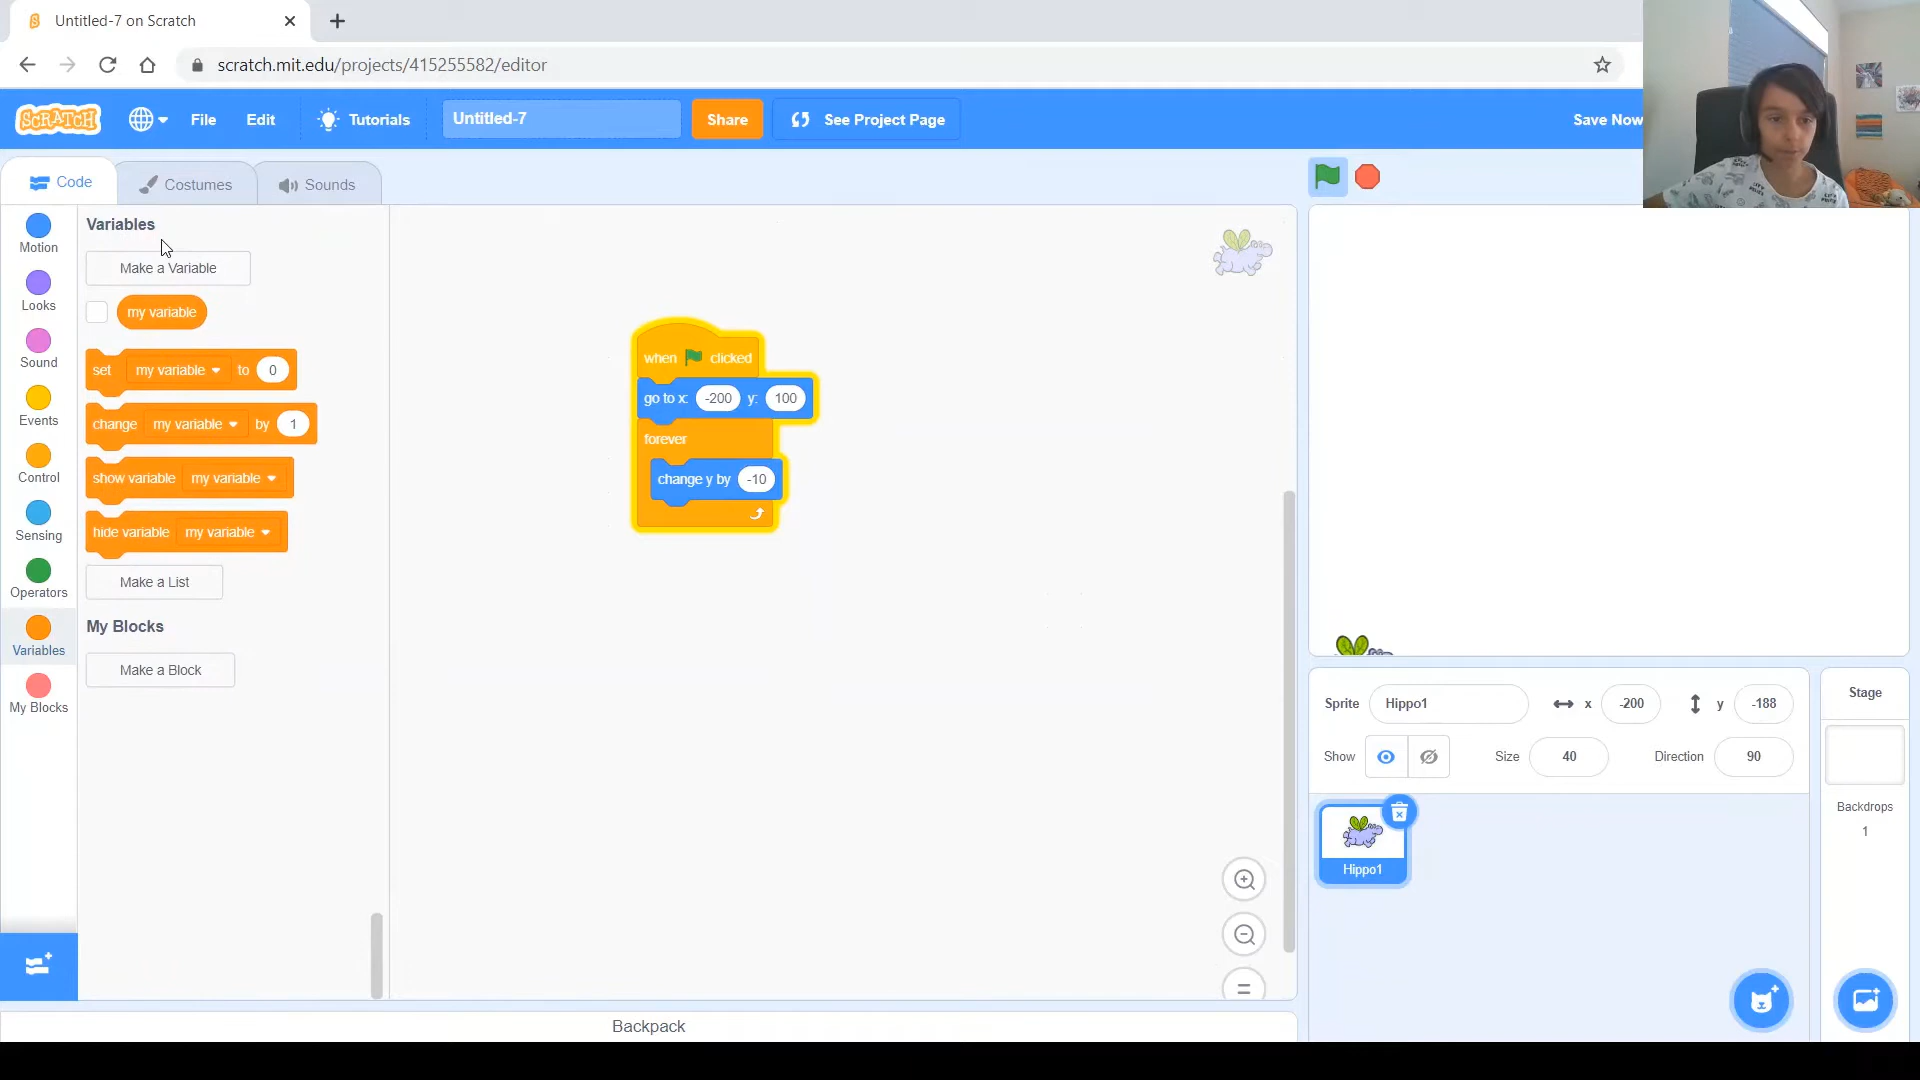 Untitled-7 on Scratch
scratch.mit.edu/projects/415255582/editor
SCRATCH
File
Edit
Tutorials
Untitled-7
Share
See Project Page
Save Now
Code
Costumes
Sounds
Motion
Looks
Sound
Events
Control
Sensing
Operators
Variables
My Blocks
Variables
Make a Variable
my variable
set my variable to 0
change my variable by 1
show variable my variable
hide variable my variable
Make a List
My Blocks
Make a Block
when clicked
go to x: -200 y: 100
forever
change y by -10
Sprite Hippo1 x -200 y -188
Show Size 40 Direction 90
Hippo1
Stage
Backdrops
1
Backpack